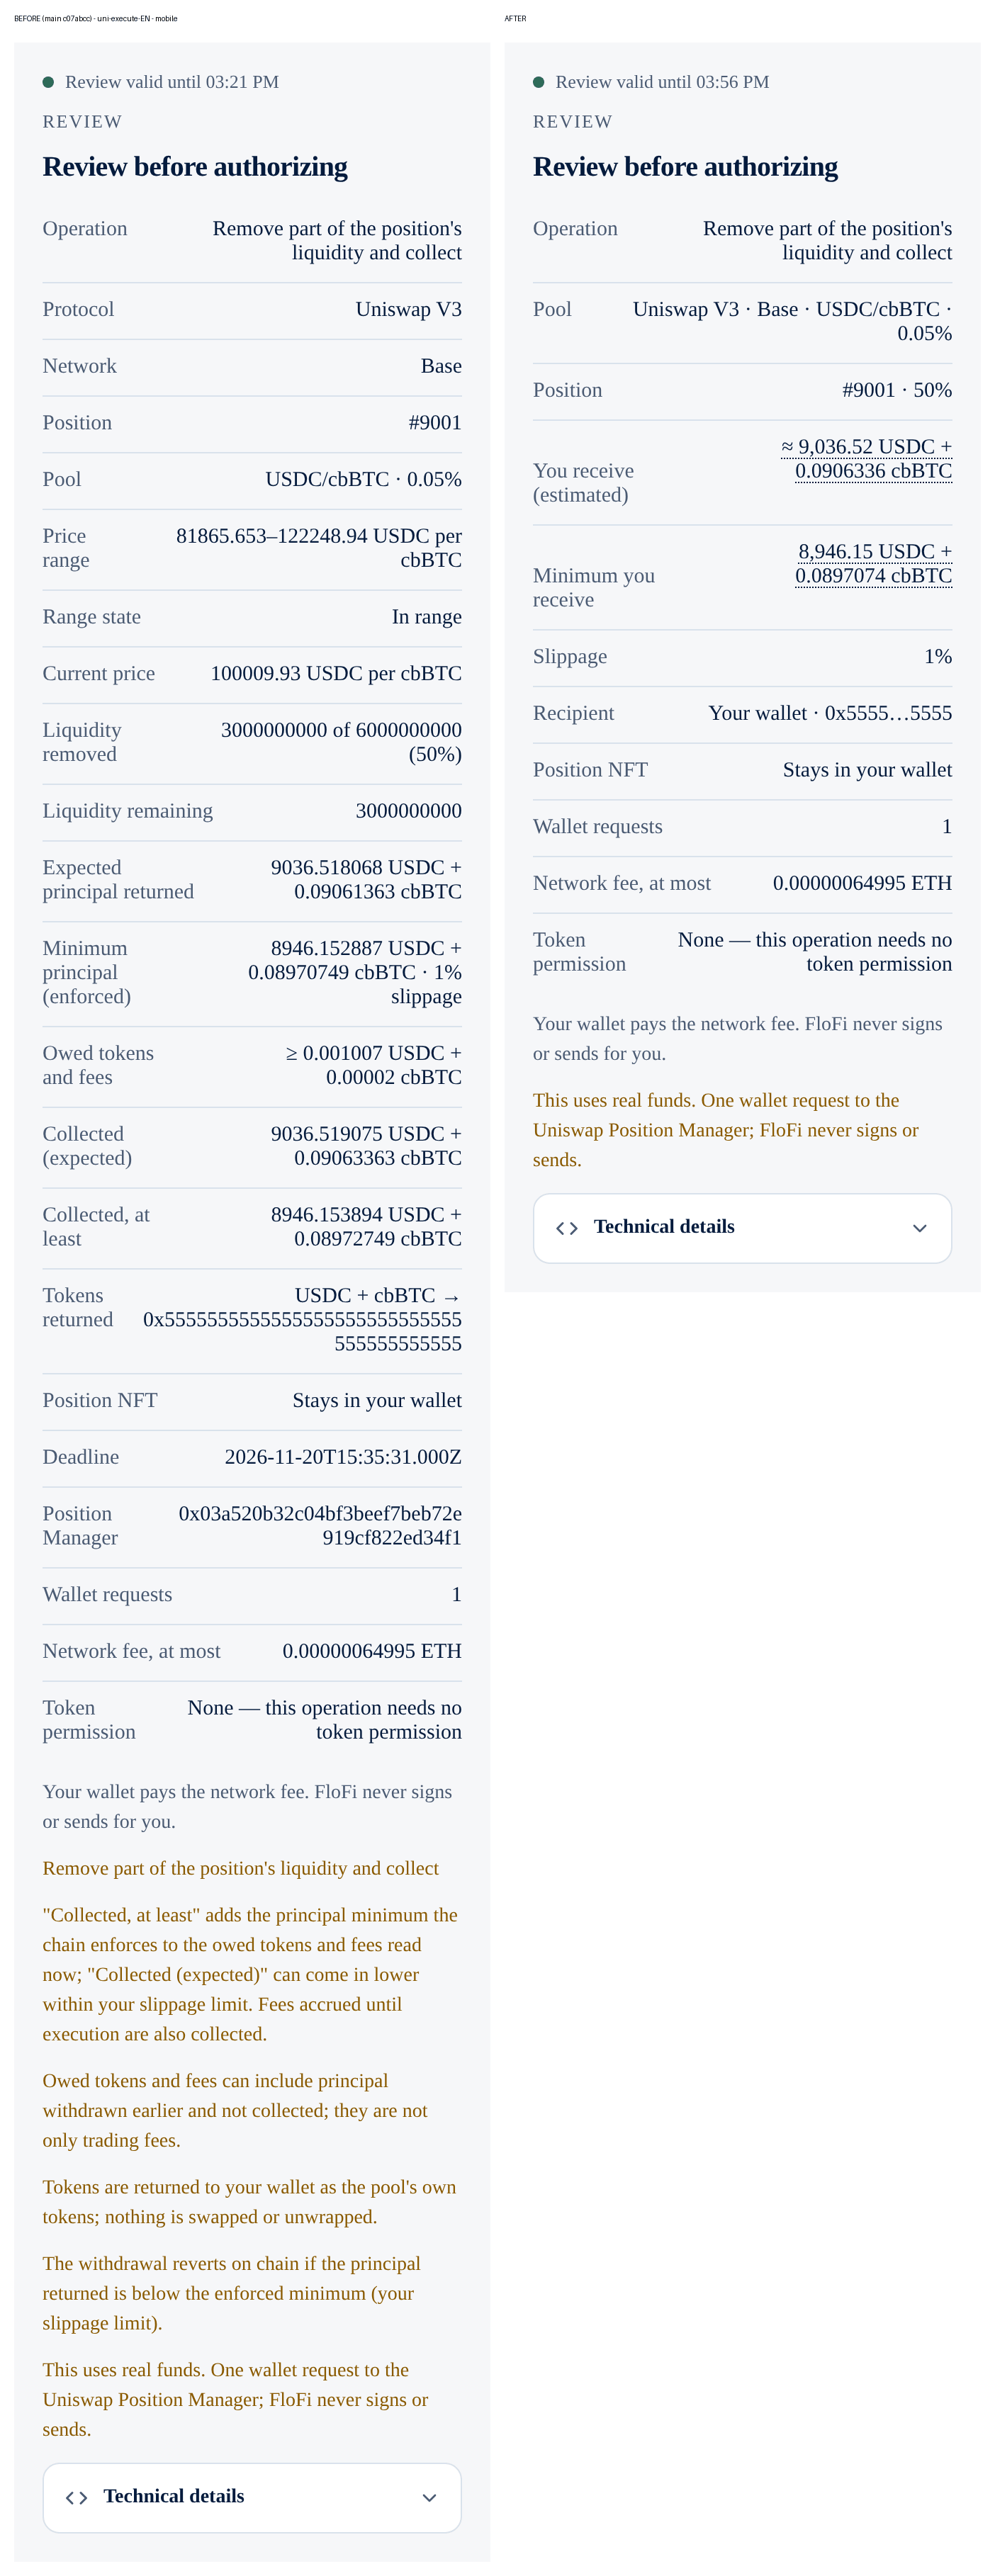 BEFORE (main c07abcc) · uni-execute-EN · mobile
Review valid until 03:21 PM
REVIEW
Review before authorizing
Operation Remove part of the position's
liquidity and collect
Protocol Uniswap V3
Network Base
Position #9001
Pool USDC/cbBTC · 0.05%
Price 81865.653–122248.94 USDC per
range cbBTC
Range state In range
Current price 100009.93 USDC per cbBTC
Liquidity 3000000000 of 6000000000
removed (50%)
Liquidity remaining 3000000000
Expected 9036.518068 USDC +
principal returned 0.09061363 cbBTC
Minimum 8946.152887 USDC +
principal 0.08970749 cbBTC · 1%
(enforced) slippage
Owed tokens ≥ 0.001007 USDC +
and fees 0.00002 cbBTC
Collected 9036.519075 USDC +
(expected) 0.09063363 cbBTC
Collected, at 8946.153894 USDC +
least 0.08972749 cbBTC
Tokens USDC + cbBTC →
returned 0x5555555555555555555555555555
555555555555
Position NFT Stays in your wallet
Deadline 2026-11-20T15:35:31.000Z
Position 0x03a520b32c04bf3beef7beb72e
Manager 919cf822ed34f1
Wallet requests 1
Network fee, at most 0.00000064995 ETH
Token None — this operation needs no
permission token permission
Your wallet pays the network fee. FloFi never signs
or sends for you.
Remove part of the position's liquidity and collect
"Collected, at least" adds the principal minimum the
chain enforces to the owed tokens and fees read
now; "Collected (expected)" can come in lower
within your slippage limit. Fees accrued until
execution are also collected.
Owed tokens and fees can include principal
withdrawn earlier and not collected; they are not
only trading fees.
Tokens are returned to your wallet as the pool's own
tokens; nothing is swapped or unwrapped.
The withdrawal reverts on chain if the principal
returned is below the enforced minimum (your
slippage limit).
This uses real funds. One wallet request to the
Uniswap Position Manager; FloFi never signs or
sends.
Technical details
AFTER
Review valid until 03:56 PM
REVIEW
Review before authorizing
Operation Remove part of the position's
liquidity and collect
Pool Uniswap V3 · Base · USDC/cbBTC ·
0.05%
Position #9001 · 50%
≈ 9,036.52 USDC +
You receive 0.0906336 cbBTC
(estimated)
8,946.15 USDC +
Minimum you 0.0897074 cbBTC
receive
Slippage 1%
Recipient Your wallet · 0x5555…5555
Position NFT Stays in your wallet
Wallet requests 1
Network fee, at most 0.00000064995 ETH
Token None — this operation needs no
permission token permission
Your wallet pays the network fee. FloFi never signs
or sends for you.
This uses real funds. One wallet request to the
Uniswap Position Manager; FloFi never signs or
sends.
Technical details